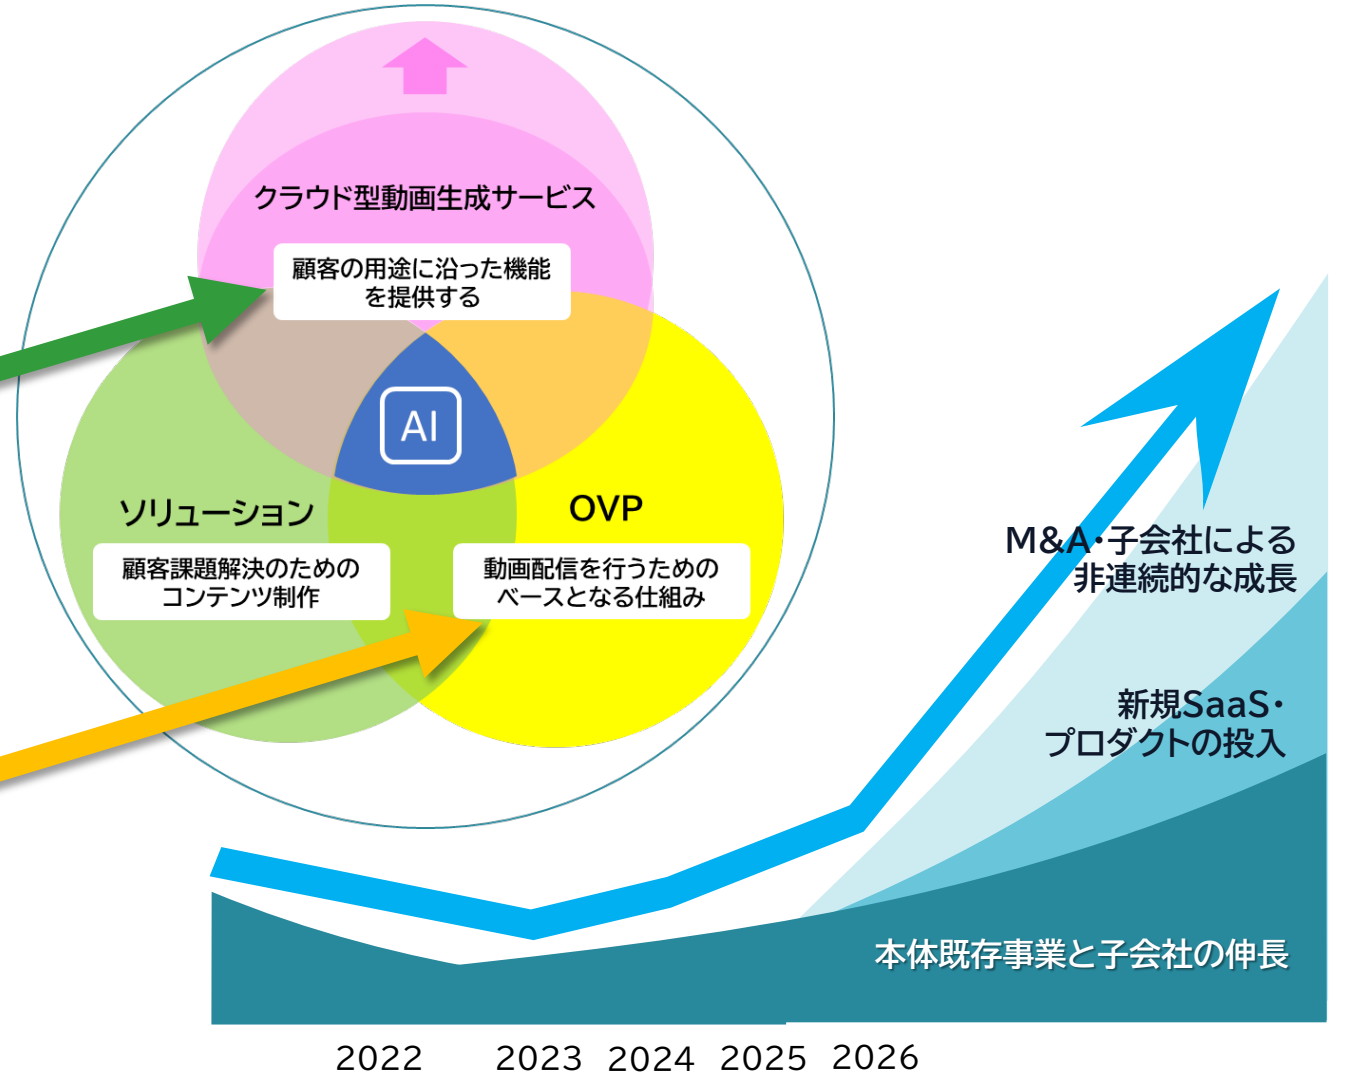 クラウド型動画生成サービス
顧客の用途に沿った機能
を提供する
AI
ソリューション
顧客課題解決のための
コンテンツ制作
OVP
動画配信を行うための
ベースとなる仕組み
M&A・子会社による
非連続的な成長
新規SaaS・
プロダクトの投入
本体既存事業と子会社の伸長
2022 2023 2024 2025 2026